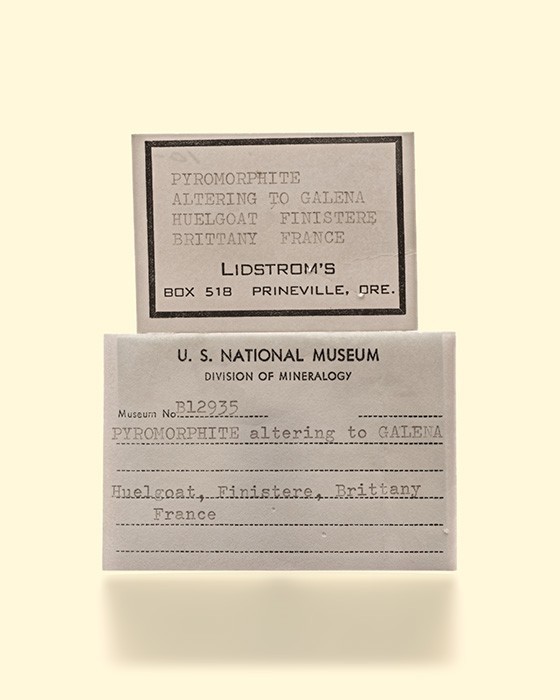 PYROMORPHITE
ALTERING TO GALENA
HUELGOAT FINISTERE
BRITTANY FRANCE
LIDSTROM'S
BOX 518 PRINEVILLE, ORE.
U. S. NATIONAL MUSEUM
DIVISION OF MINERALOGY
Museum No B12935
PYROMORPHITE altering to GALENA
Huelgoat, Finistere, Brittany
France